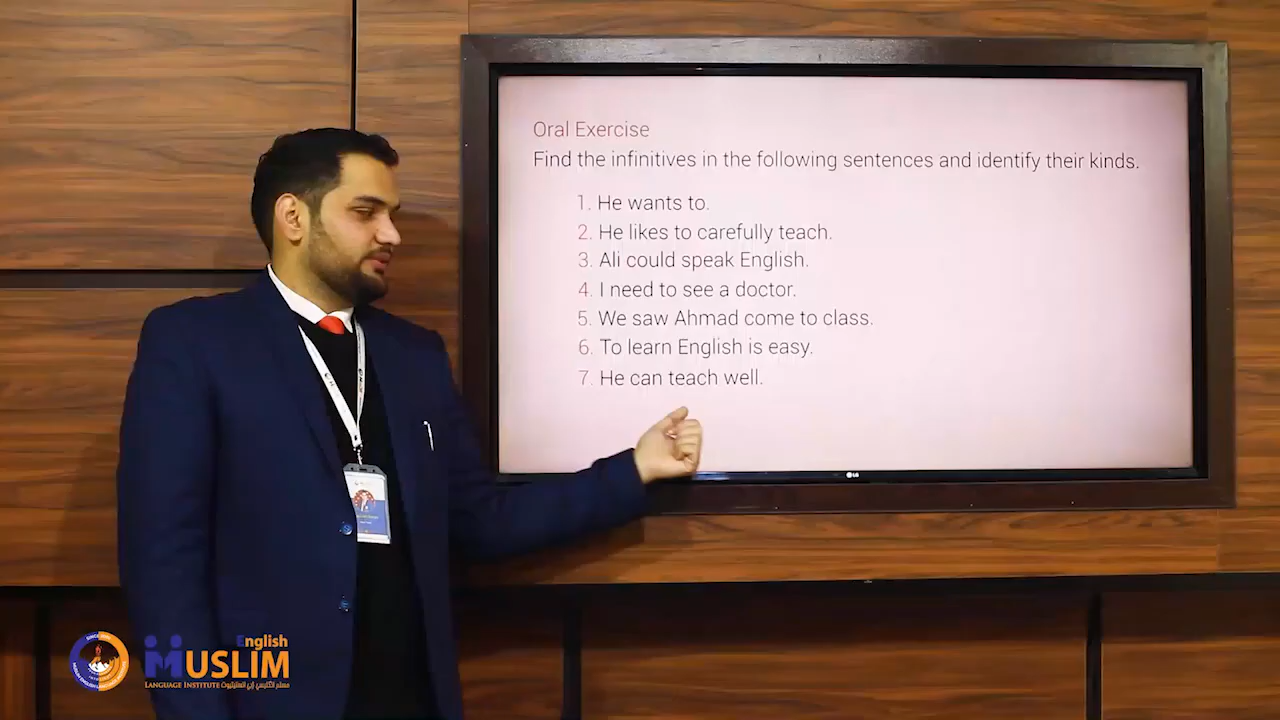 Oral Exercise
Find the infinitives in the following sentences and identify their kinds.
1. He wants to.
2. He likes to carefully teach.
3. Ali could speak English.
4. I need to see a doctor.
5. We saw Ahmad come to class.
6. To learn English is easy.
7. He can teach well.
LG
English
MUSLIM
LANGUAGE INSTITUTE